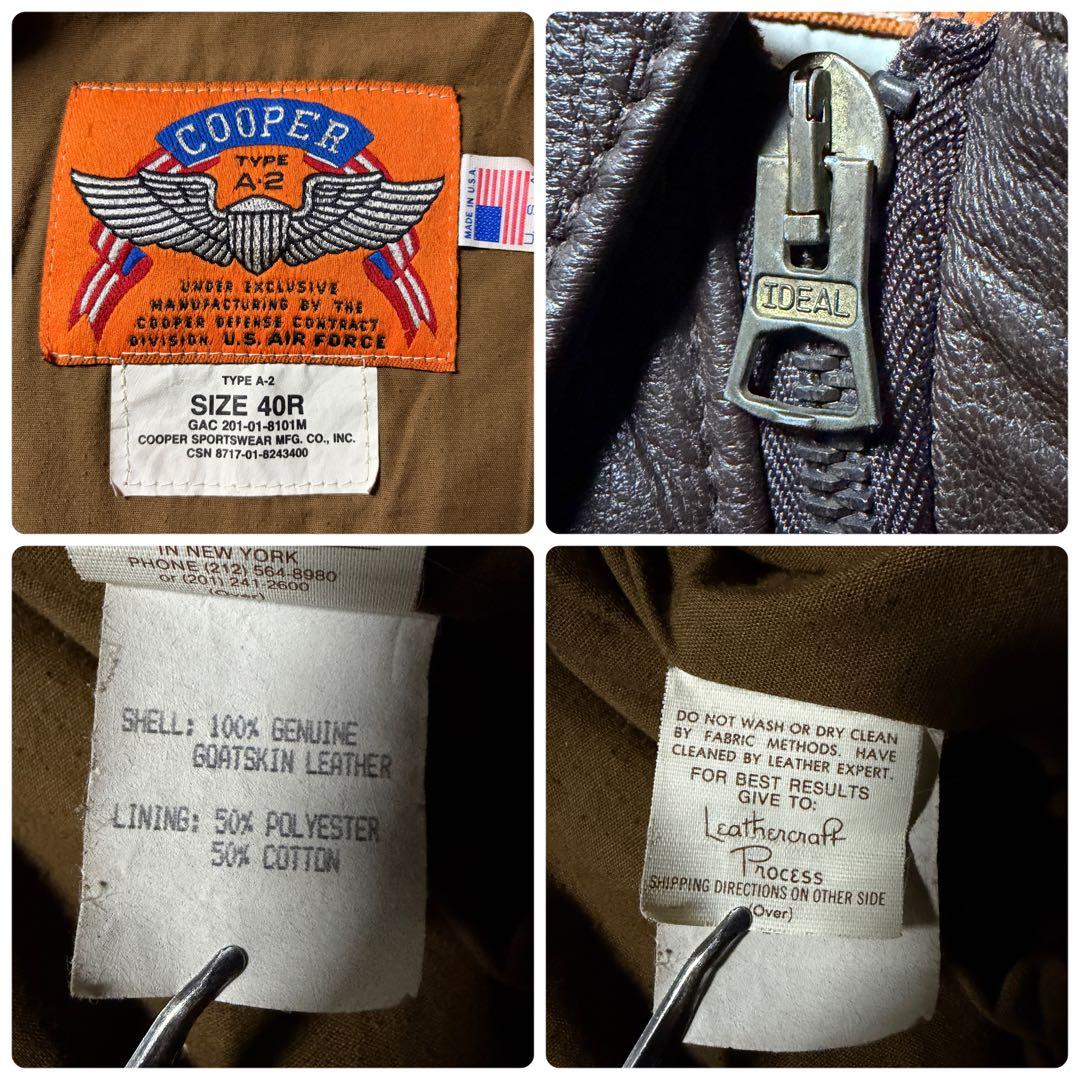 COOPER
TYPE
A-2
UNDER EXCLUSIVE
MANUFACTURING BY THE
COOPER DEFENSE CONTRACT
DIVISION U.S. AIR FORCE
MADE IN U.S.A.
U.
TYPE A-2
SIZE 40R
GAC 201-01-8101M
COOPER SPORTSWEAR MFG. CO., INC.
CSN 8717-01-8243400
IDEAL
IN NEW YORK
PHONE (212) 564-8980
or (201) 241-2600
(Over)
SHELL: 100% GENUINE
GOATSKIN LEATHER
LINING: 50% POLYESTER
50% COTTON
DO NOT WASH OR DRY CLEAN
BY FABRIC METHODS. HAVE
CLEANED BY LEATHER EXPERT.
FOR BEST RESULTS
GIVE TO:
Leathercraft
Process
SHIPPING DIRECTIONS ON OTHER SIDE
(Over)